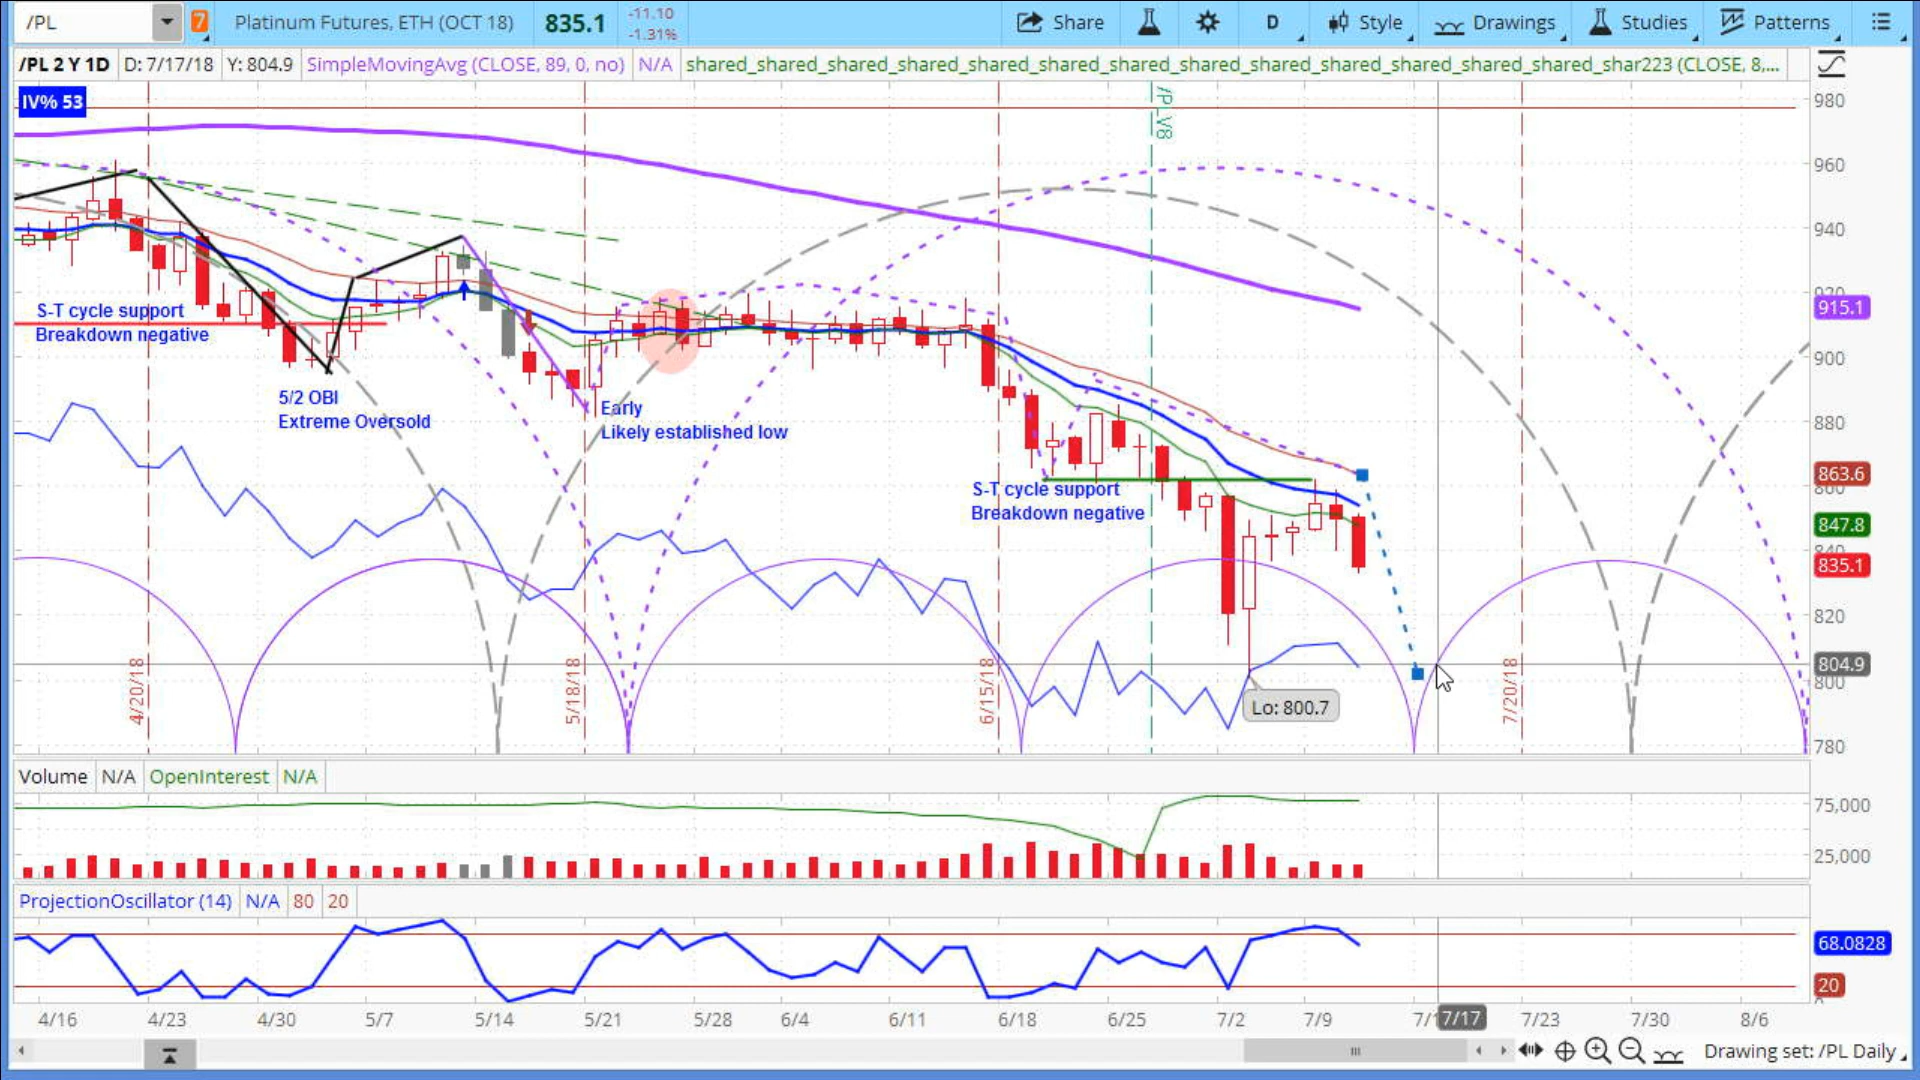 /PL
7
Platinum Futures, ETH (OCT 18)
835.1
-11.10
-1.31%
Share
D
Style
Drawings
Studies
Patterns
/PL 2 Y 1D
D: 7/17/18
Y: 804.9
SimpleMovingAvg (CLOSE, 89, 0, no)
N/A
shared_shared_shared_shared_shared_shared_shared_shared_shared_shared_shared_shared_shared_shar223 (CLOSE, 8,...
IV% 53
/PLV8
980
960
940
920
915.1
900
880
863.6
860
847.8
840
835.1
820
804.9
800
780
S-T cycle support
Breakdown negative
5/2 OBI
Extreme Oversold
Early
Likely established low
S-T cycle support
Breakdown negative
4/20/18
5/18/18
6/15/18
7/20/18
Lo: 800.7
Volume
N/A
OpenInterest
N/A
75,000
25,000
ProjectionOscillator (14)
N/A
80
20
68.0828
20
4/16
4/23
4/30
5/7
5/14
5/21
5/28
6/4
6/11
6/18
6/25
7/2
7/9
7/17
7/23
7/30
8/6
Drawing set: /PL Daily